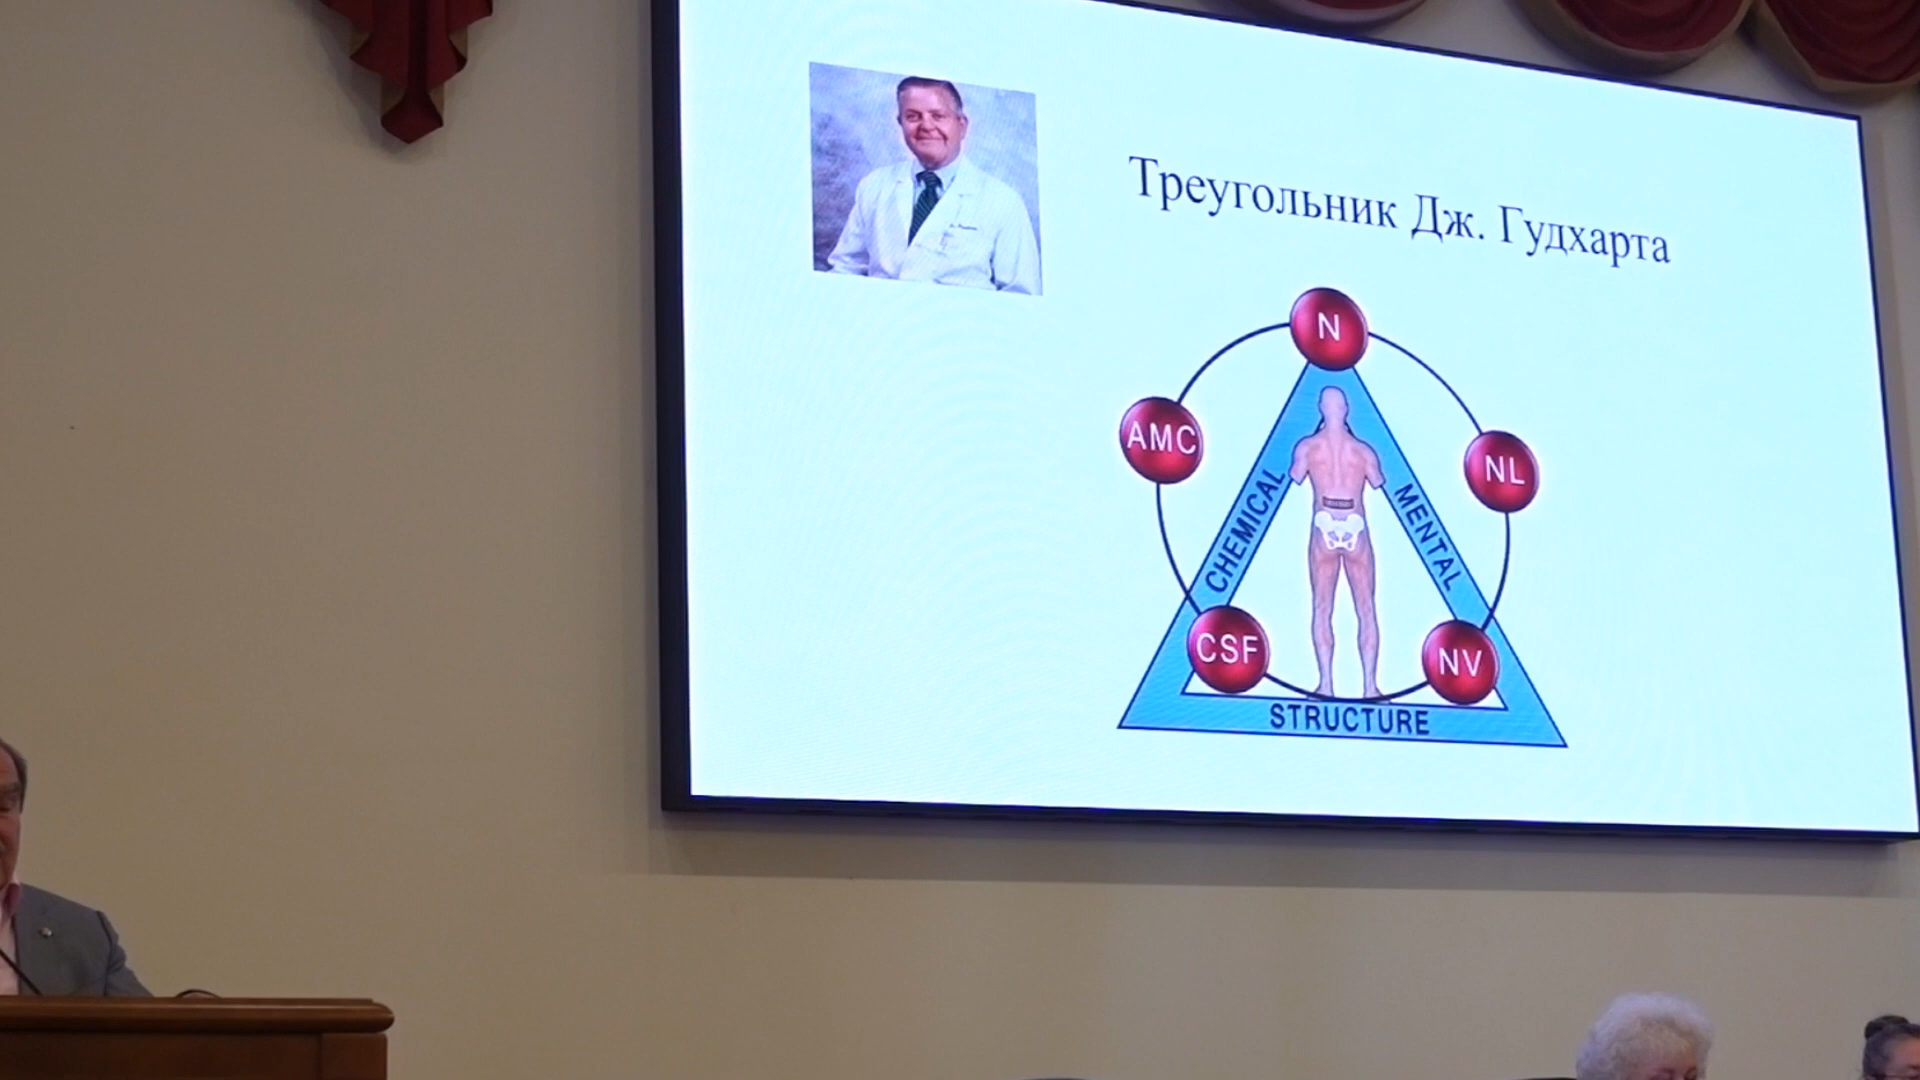 Треугольник Дж. Гудхарта
N
AMC
NL
CHEMICAL
MENTAL
CSF
NV
STRUCTURE